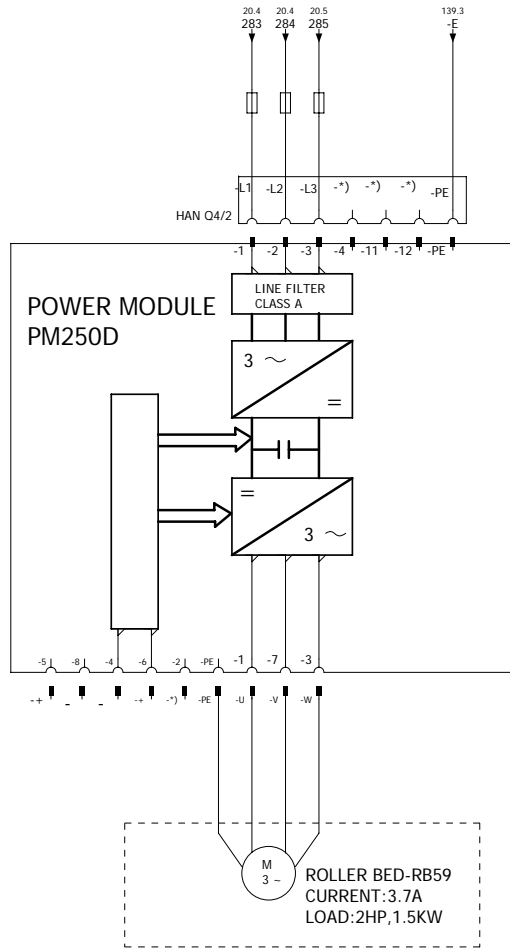 20.4 20.4 20.5 139.3
283 284 285 -E
-L1 -L2 -L3 -*) -*) -*) -PE
HAN Q4/2
-1 -2 -3 -4 -11 -12 -PE
LINE FILTER
CLASS A
POWER MODULE
PM250D
3 ~
=
=
3 ~
-5 -8 -4 -6 -2 -PE -1 -7 -3
-+ - - -+ -*) -PE -U -V -W
M
3 ~
ROLLER BED-RB59
CURRENT:3.7A
LOAD:2HP,1.5KW